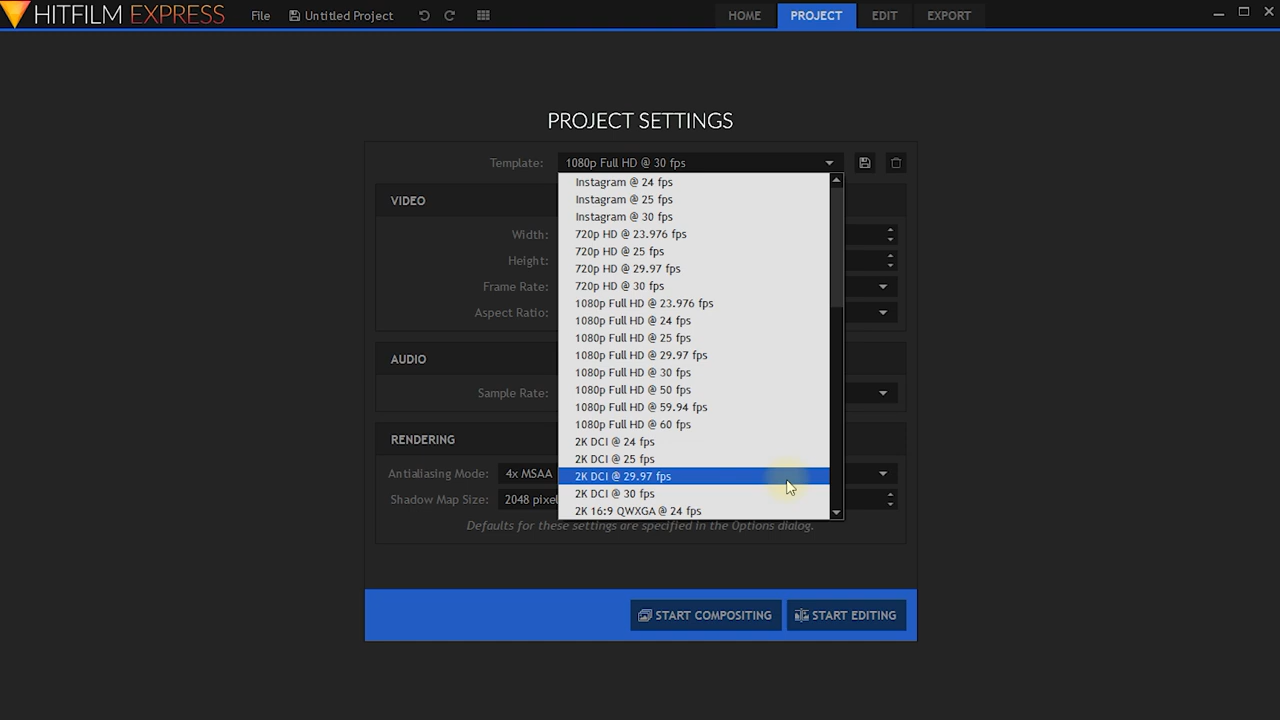 HITFILM EXPRESS File Untitled Project HOME PROJECT EDIT EXPORT
PROJECT SETTINGS
Template: 1080p Full HD @ 30 fps
Instagram @ 24 fps
Instagram @ 25 fps
Instagram @ 30 fps
720p HD @ 23.976 fps
720p HD @ 25 fps
720p HD @ 29.97 fps
720p HD @ 30 fps
1080p Full HD @ 23.976 fps
1080p Full HD @ 24 fps
1080p Full HD @ 25 fps
1080p Full HD @ 29.97 fps
1080p Full HD @ 30 fps
1080p Full HD @ 50 fps
1080p Full HD @ 59.94 fps
1080p Full HD @ 60 fps
2K DCI @ 24 fps
2K DCI @ 25 fps
2K DCI @ 29.97 fps
2K DCI @ 30 fps
2K 16:9 QWXGA @ 24 fps
VIDEO
Width:
Height:
Frame Rate:
Aspect Ratio:
AUDIO
Sample Rate:
RENDERING
Antialiasing Mode: 4x MSAA
Shadow Map Size: 2048 pixel
Defaults for these settings are specified in the Options dialog.
START COMPOSITING START EDITING